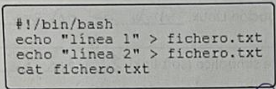 #!/bin/bash
echo "línea 1" > fichero.txt
echo "línea 2" > fichero.txt
cat fichero.txt